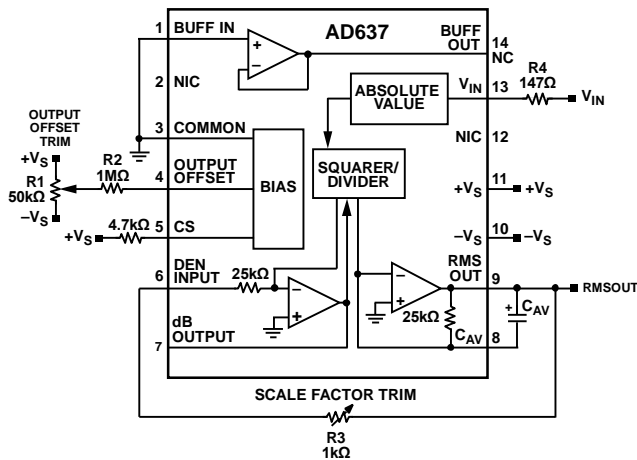 AD637
1 BUFF IN
BUFF
OUT 14
NC
2 NIC
ABSOLUTE
VALUE
VIN 13
R4
147Ω
VIN
OUTPUT
OFFSET
TRIM
3 COMMON
NIC 12
+VS
R1
50kΩ
−VS
R2
1MΩ
OUTPUT
4 OFFSET
BIAS
SQUARER/
DIVIDER
11
+VS +VS
+VS
4.7kΩ
5 CS
10
−VS −VS
6 DEN
INPUT
25kΩ
RMS
OUT 9
RMSOUT
dB
OUTPUT
7
25kΩ
CAV
8
+
CAV
SCALE FACTOR TRIM
R3
1kΩ
+
−
−
+
−
+